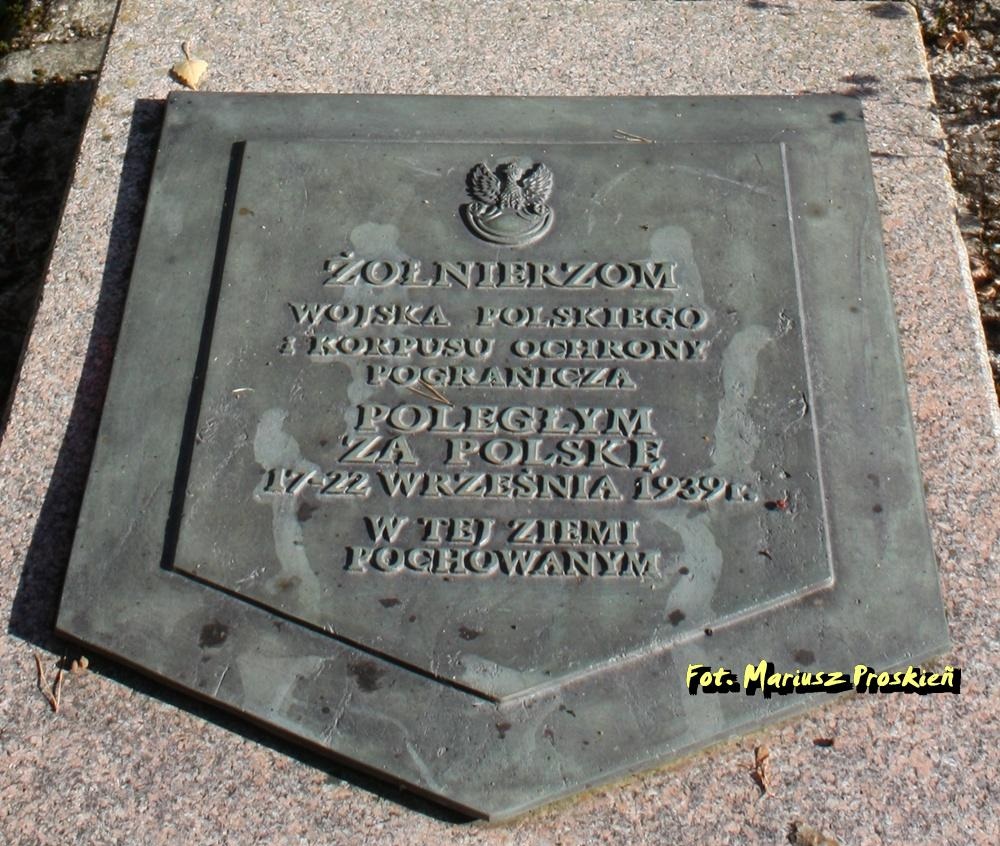 ŻOŁNIERZOM
WOJSKA POLSKIEGO
i KORPUSU OCHRONY
POGRANICZA
POLEGŁYM
ZA POLSKĘ
17-22 WRZEŚNIA 1939 r.
W TEJ ZIEMI
POCHOWANYM
Fot. Mariusz Proskień